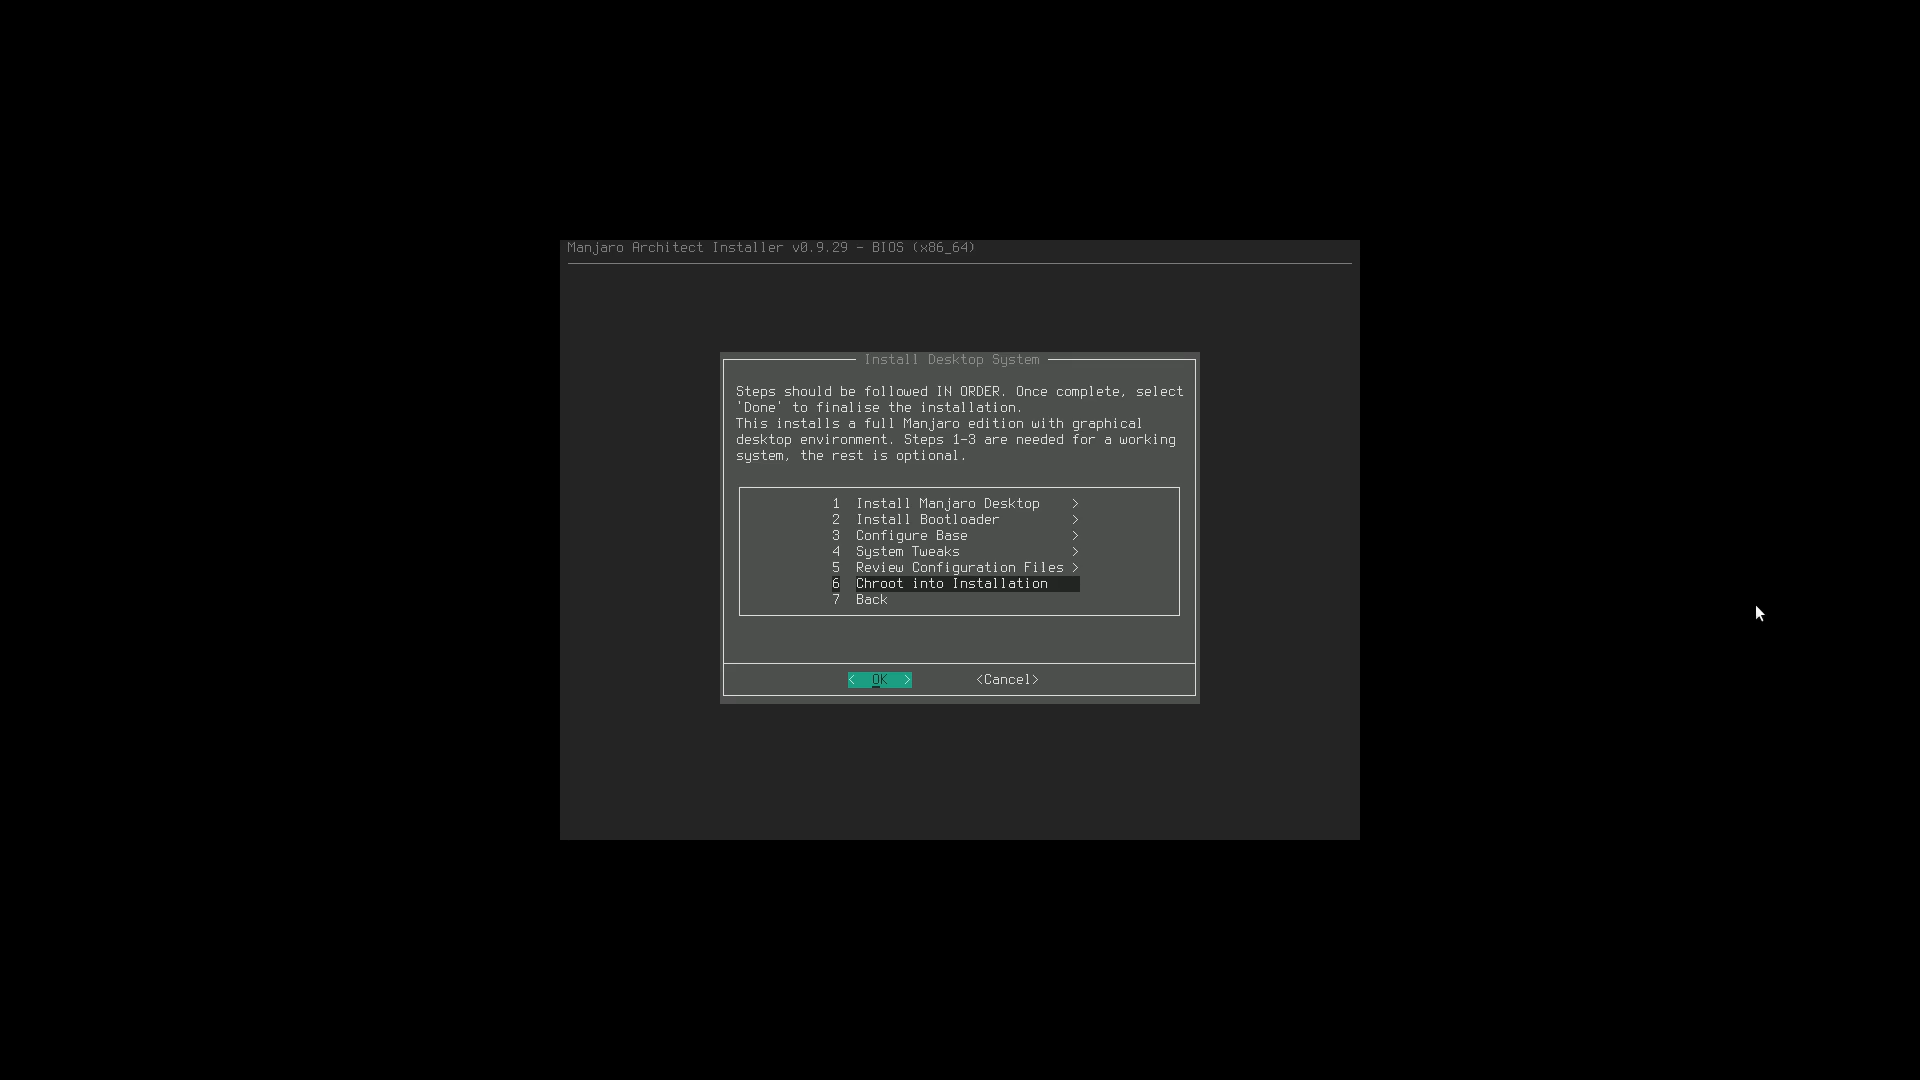 Manjaro Architect Installer v0.9.29 - BIOS (x86_64)
Install Desktop System
Steps should be followed IN ORDER. Once complete, select
'Done' to finalise the installation.
This installs a full Manjaro edition with graphical
desktop environment. Steps 1-3 are needed for a working
system, the rest is optional.
1 Install Manjaro Desktop >
2 Install Bootloader >
3 Configure Base >
4 System Tweaks >
5 Review Configuration Files >
6 Chroot into Installation
7 Back
< OK > <Cancel>